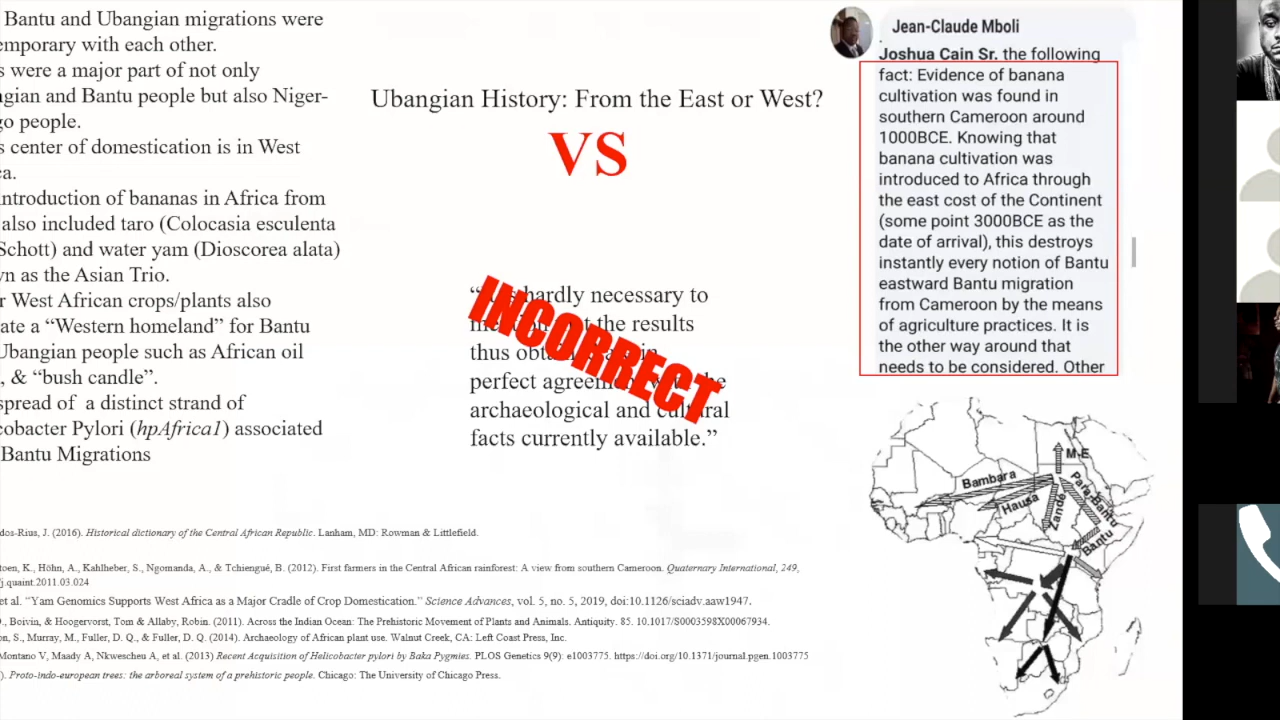 Bantu and Ubangian migrations were
emporary with each other.
s were a major part of not only
ngian and Bantu people but also Niger-
go people.
s center of domestication is in West
ca.
ntroduction of bananas in Africa from
also included taro (Colocasia esculenta
Schott) and water yam (Dioscorea alata)
wn as the Asian Trio.
r West African crops/plants also
ate a “Western homeland” for Bantu
Ubangian people such as African oil
, & “bush candle”.
spread of a distinct strand of
cobacter Pylori (hpAfrica1) associated
Bantu Migrations
Ubangian History: From the East or West?
VS
hardly necessary to
the results
thus
perfect
archaeological and cultural
facts currently available.”
INCORRECT
Jean-Claude Mboli
Joshua Cain Sr. the following
fact: Evidence of banana
cultivation was found in
southern Cameroon around
1000BCE. Knowing that
banana cultivation was
introduced to Africa through
the east cost of the Continent
(some point 3000BCE as the
date of arrival), this destroys
instantly every notion of Bantu
eastward Bantu migration
from Cameroon by the means
of agriculture practices. It is
the other way around that
needs to be considered. Other
M-E
Bambara
Hausa
Zande
Para-Bantu
Bantu
dos-Rius, J. (2016). Historical dictionary of the Central African Republic. Lanham, MD: Rowman & Littlefield.
toen, K., Höhn, A., Kahlheber, S., Ngomanda, A., & Tchiengué, B. (2012). First farmers in the Central African rainforest: A view from southern Cameroon. Quaternary International, 249,
/j.quaint.2011.03.024
et al. “Yam Genomics Supports West Africa as a Major Cradle of Crop Domestication.” Science Advances, vol. 5, no. 5, 2019, doi:10.1126/sciadv.aaw1947.
, Boivin, & Hoogervorst, Tom & Allaby, Robin. (2011). Across the Indian Ocean: The Prehistoric Movement of Plants and Animals. Antiquity. 85. 10.1017/S0003598X00067934.
on, S., Murray, M., Fuller, D. Q., & Fuller, D. Q. (2014). Archaeology of African plant use. Walnut Creek, CA: Left Coast Press, Inc.
Montano V, Maady A, Nkwescheu A, et al. (2013) Recent Acquisition of Helicobacter pylori by Baka Pygmies. PLOS Genetics 9(9): e1003775. https://doi.org/10.1371/journal.pgen.1003775
). Proto-indo-european trees: the arboreal system of a prehistoric people. Chicago: The University of Chicago Press.